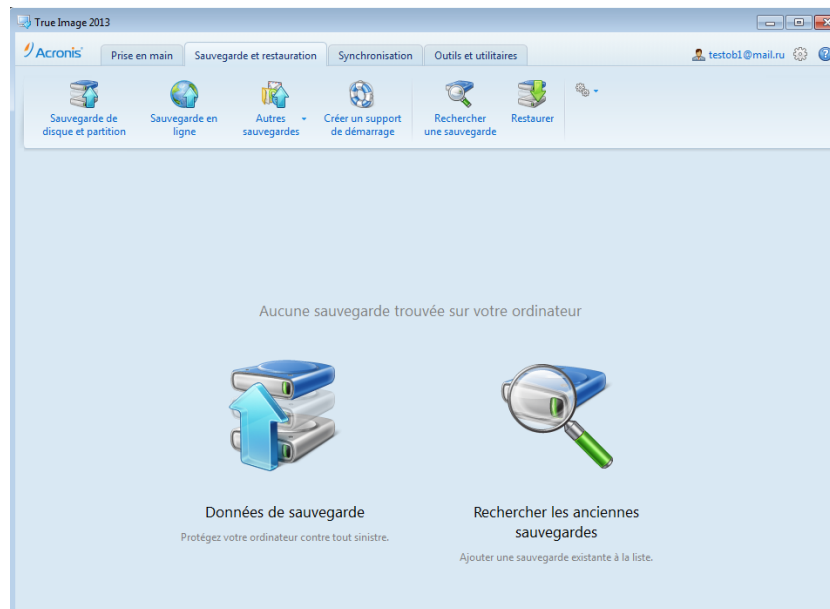 True Image 2013
Acronis
Prise en main
Sauvegarde et restauration
Synchronisation
Outils et utilitaires
testob1@mail.ru
Sauvegarde de
disque et partition
Sauvegarde en
ligne
Autres
sauvegardes
Créer un support
de démarrage
Rechercher
une sauvegarde
Restaurer
Aucune sauvegarde trouvée sur votre ordinateur
Données de sauvegarde
Protégez votre ordinateur contre tout sinistre.
Rechercher les anciennes
sauvegardes
Ajouter une sauvegarde existante à la liste.